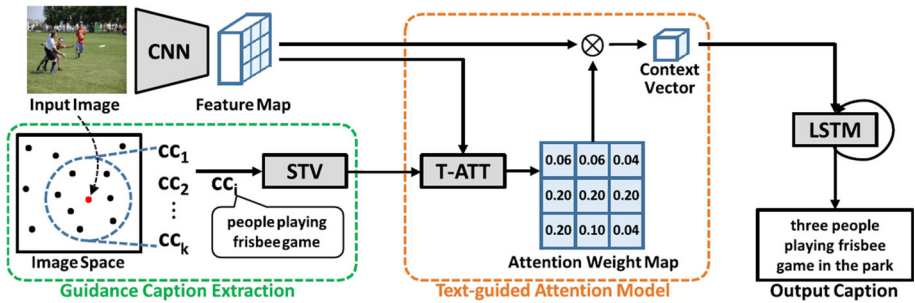 CNN
Input Image
Feature Map
Context
Vector
LSTM
CC1
CC2
⋮
CCk
CCi
STV
T-ATT
people playing
frisbee game
0.06 0.06 0.04
0.20 0.20 0.20
0.20 0.10 0.04
three people
playing frisbee
game in the park
Image Space
Attention Weight Map
Output Caption
Guidance Caption Extraction
Text-guided Attention Model